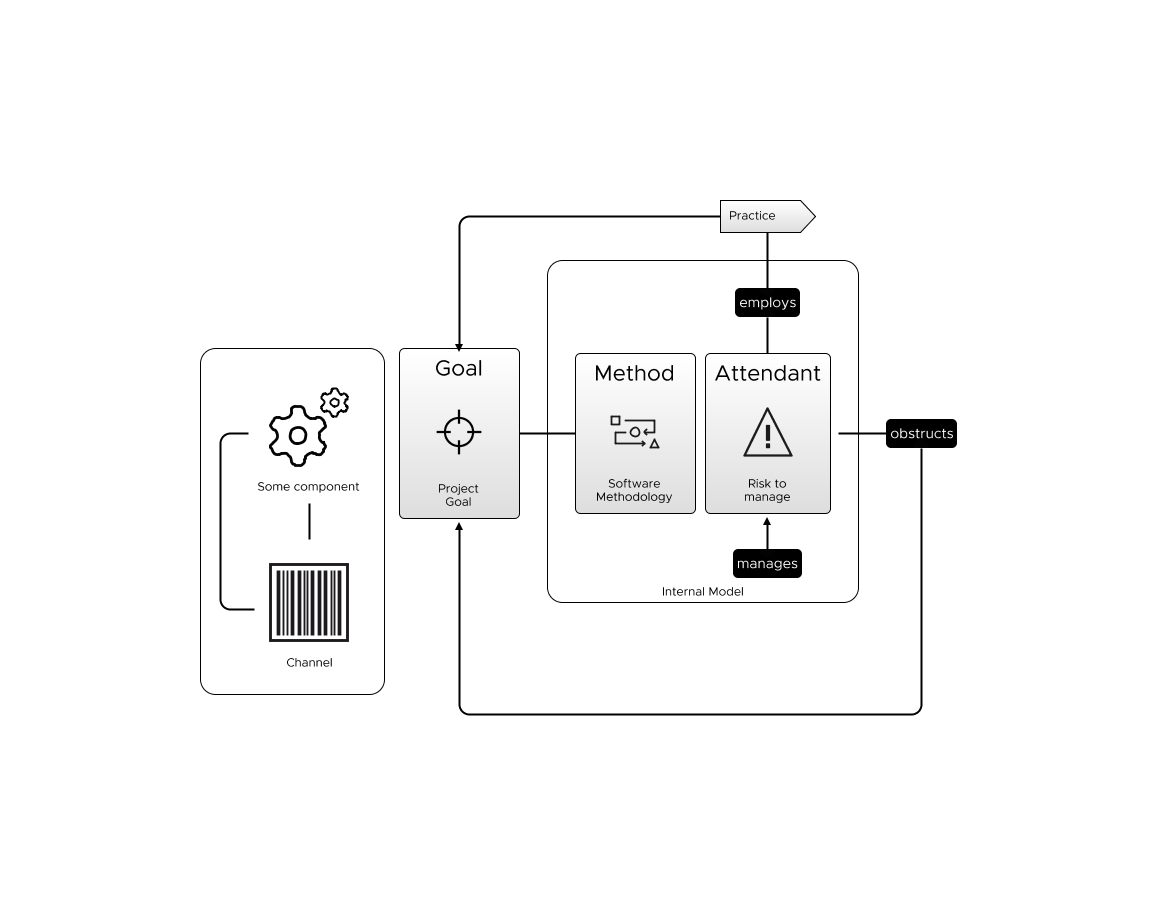 Practice
employs
Goal
Project
Goal
Method
Software
Methodology
Attendant
Risk to
manage
obstructs
manages
Internal Model
Some component
Channel